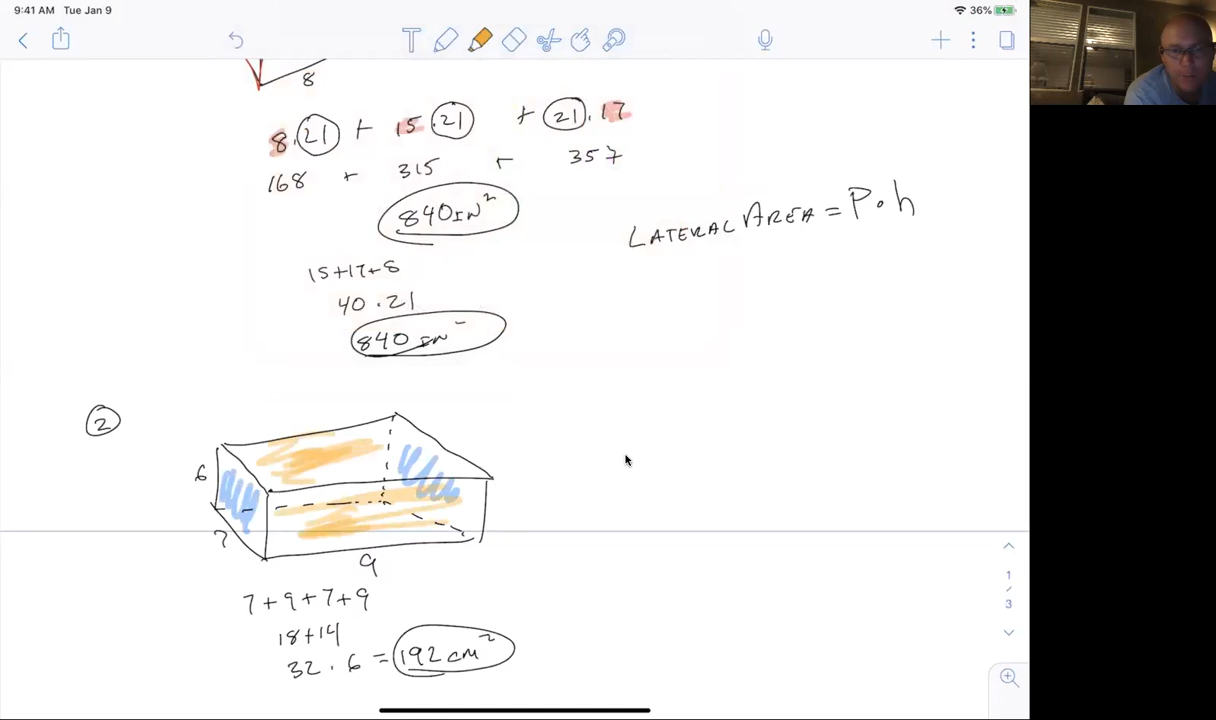 9:41 AM Tue Jan 9
36%
8
8.21 + 15.21 + 21.17
168 + 315 + 357
840 IN²
LATERAL AREA = P • h
15+17+8
40 . 21
840 IN
2
6
7
9
7+9+7+9
18+14
32 . 6 = 192 cm²
1
/
3